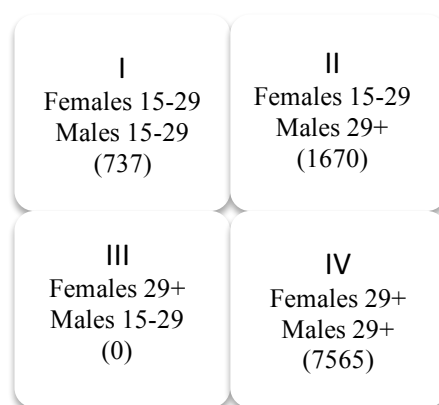 I
Females 15-29
Males 15-29
(737)
II
Females 15-29
Males 29+
(1670)
III
Females 29+
Males 15-29
(0)
IV
Females 29+
Males 29+
(7565)